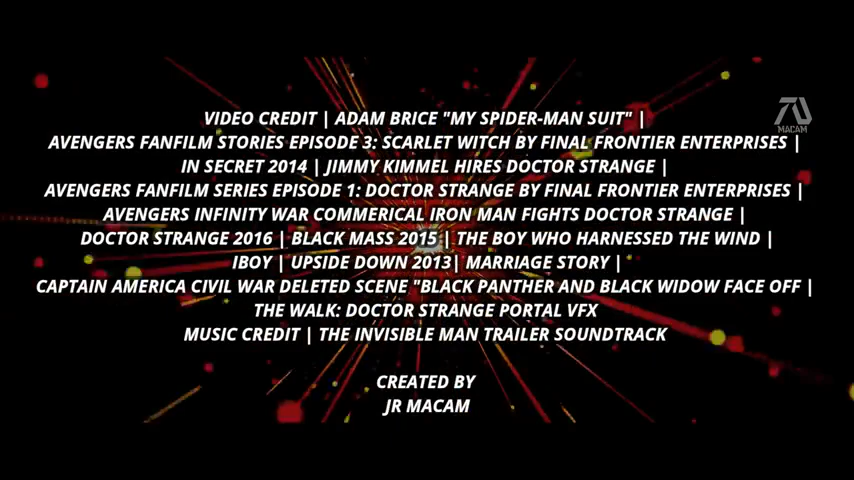 VIDEO CREDIT | ADAM BRICE "MY SPIDER-MAN SUIT" |
AVENGERS FANFILM STORIES EPISODE 3: SCARLET WITCH BY FINAL FRONTIER ENTERPRISES |
IN SECRET 2014 | JIMMY KIMMEL HIRES DOCTOR STRANGE |
AVENGERS FANFILM SERIES EPISODE 1: DOCTOR STRANGE BY FINAL FRONTIER ENTERPRISES |
AVENGERS INFINITY WAR COMMERICAL IRON MAN FIGHTS DOCTOR STRANGE |
DOCTOR STRANGE 2016 | BLACK MASS 2015 | THE BOY WHO HARNESSED THE WIND |
IBOY | UPSIDE DOWN 2013| MARRIAGE STORY |
CAPTAIN AMERICA CIVIL WAR DELETED SCENE "BLACK PANTHER AND BLACK WIDOW FACE OFF |
THE WALK: DOCTOR STRANGE PORTAL VFX
MUSIC CREDIT | THE INVISIBLE MAN TRAILER SOUNDTRACK
CREATED BY
JR MACAM
MACAM